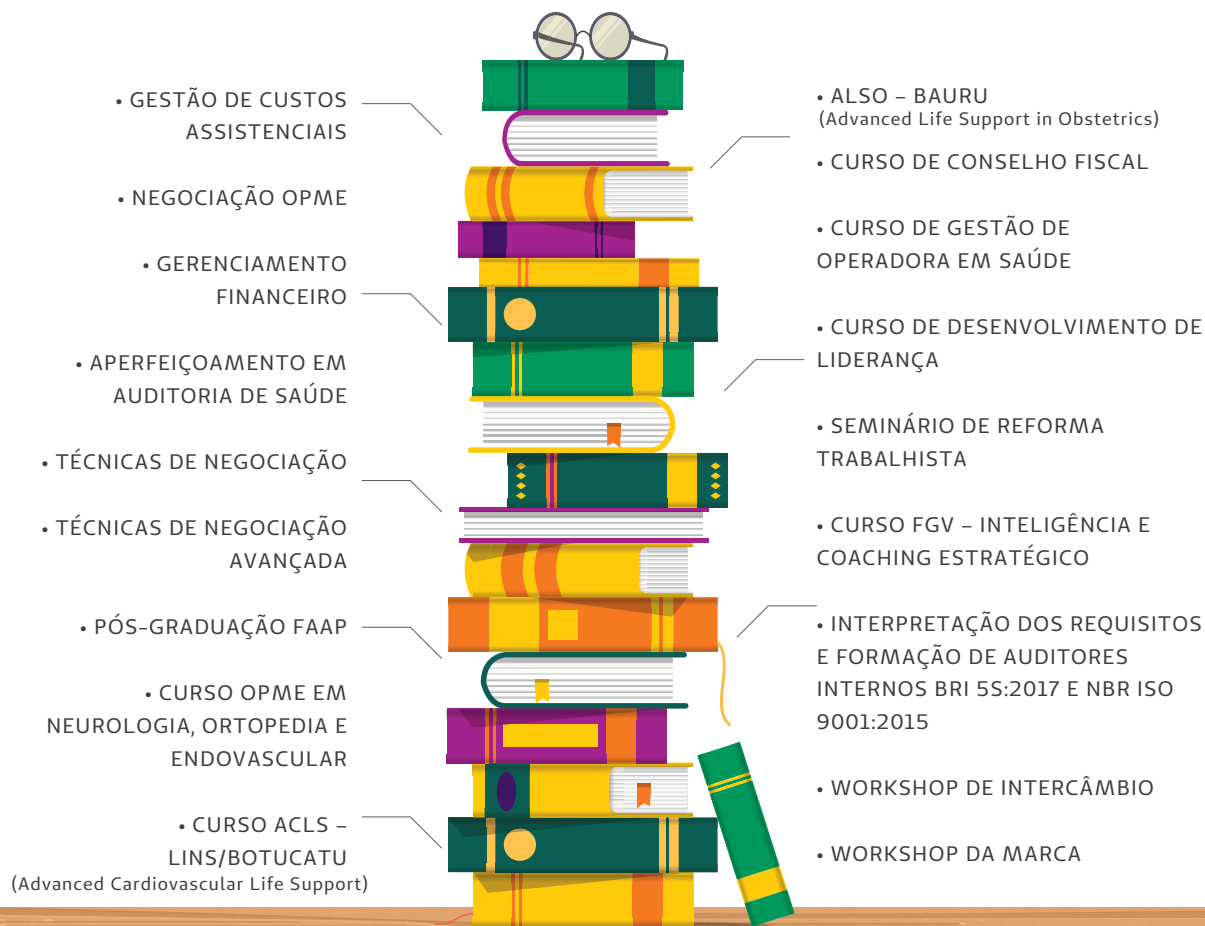 • GESTÃO DE CUSTOS
ASSISTENCIAIS
• NEGOCIAÇÃO OPME
• GERENCIAMENTO
FINANCEIRO
• APERFEIÇOAMENTO EM
AUDITORIA DE SAÚDE
• TÉCNICAS DE NEGOCIAÇÃO
• TÉCNICAS DE NEGOCIAÇÃO
AVANÇADA
• PÓS-GRADUAÇÃO FAAP
• CURSO OPME EM
NEUROLOGIA, ORTOPEDIA E
ENDOVASCULAR
• CURSO ACLS –
LINS/BOTUCATU
(Advanced Cardiovascular Life Support)
• ALSO – BAURU
(Advanced Life Support in Obstetrics)
• CURSO DE CONSELHO FISCAL
• CURSO DE GESTÃO DE
OPERADORA EM SAÚDE
• CURSO DE DESENVOLVIMENTO DE
LIDERANÇA
• SEMINÁRIO DE REFORMA
TRABALHISTA
• CURSO FGV – INTELIGÊNCIA E
COACHING ESTRATÉGICO
• INTERPRETAÇÃO DOS REQUISITOS
E FORMAÇÃO DE AUDITORES
INTERNOS BRI 5S:2017 E NBR ISO
9001:2015
• WORKSHOP DE INTERCÂMBIO
• WORKSHOP DA MARCA